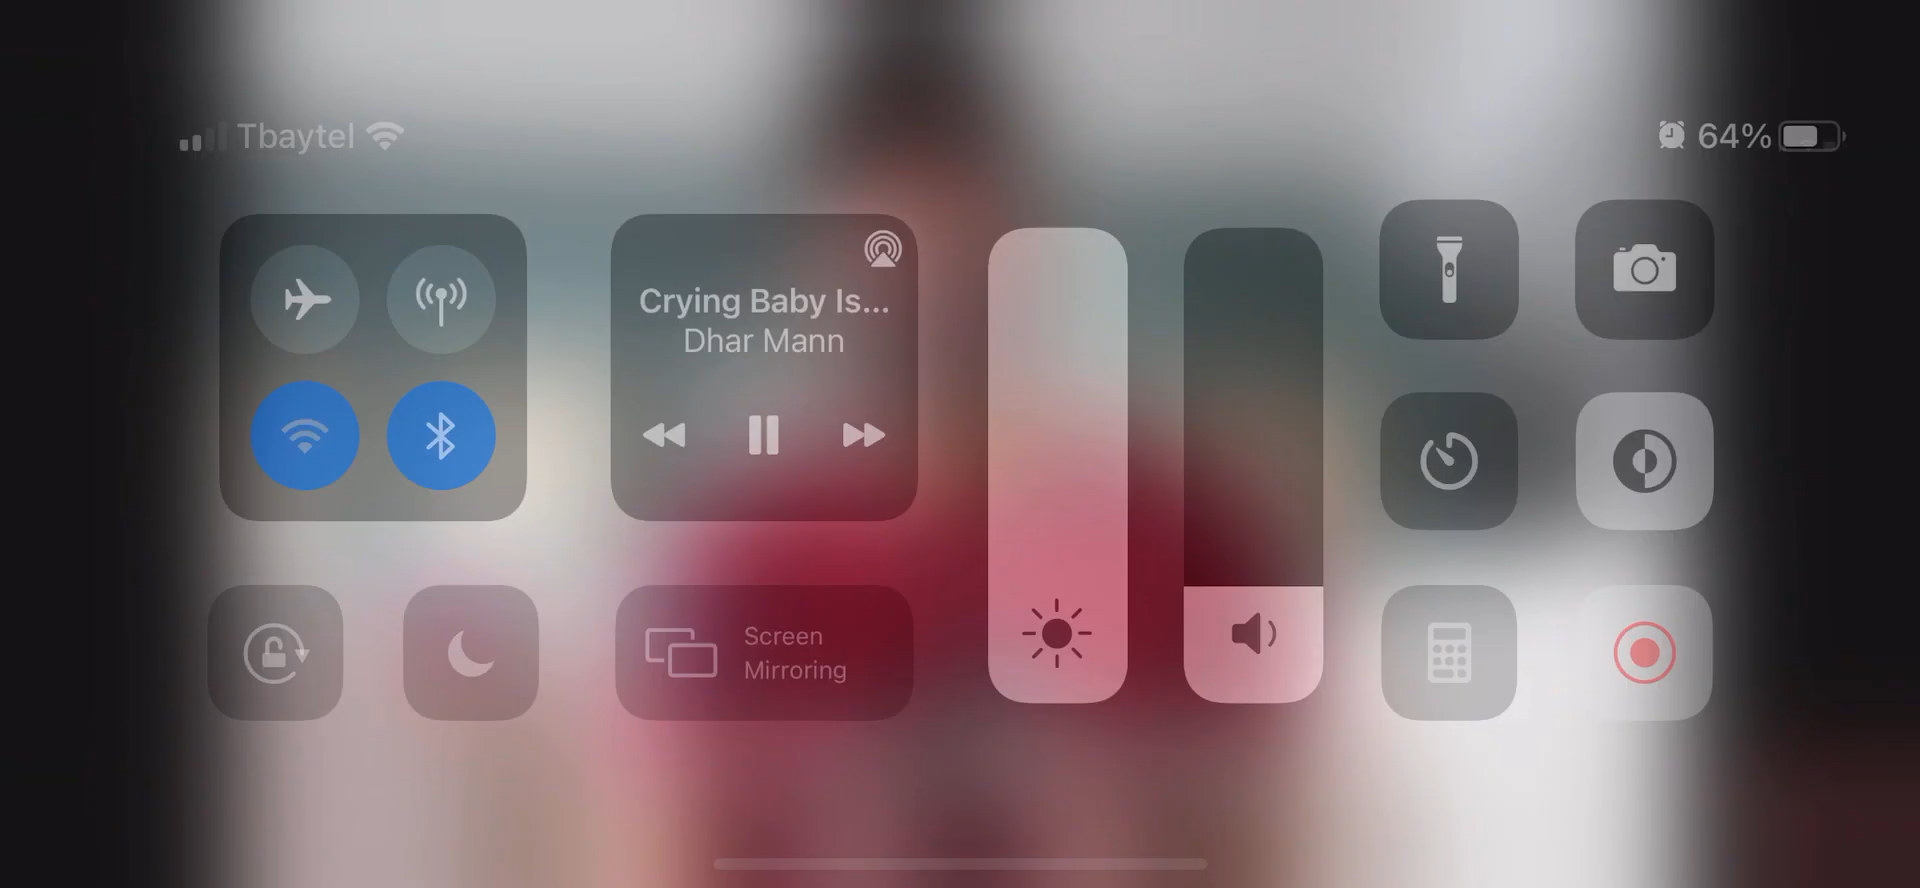 Tbaytel
64%
Crying Baby Is...
Dhar Mann
Screen
Mirroring